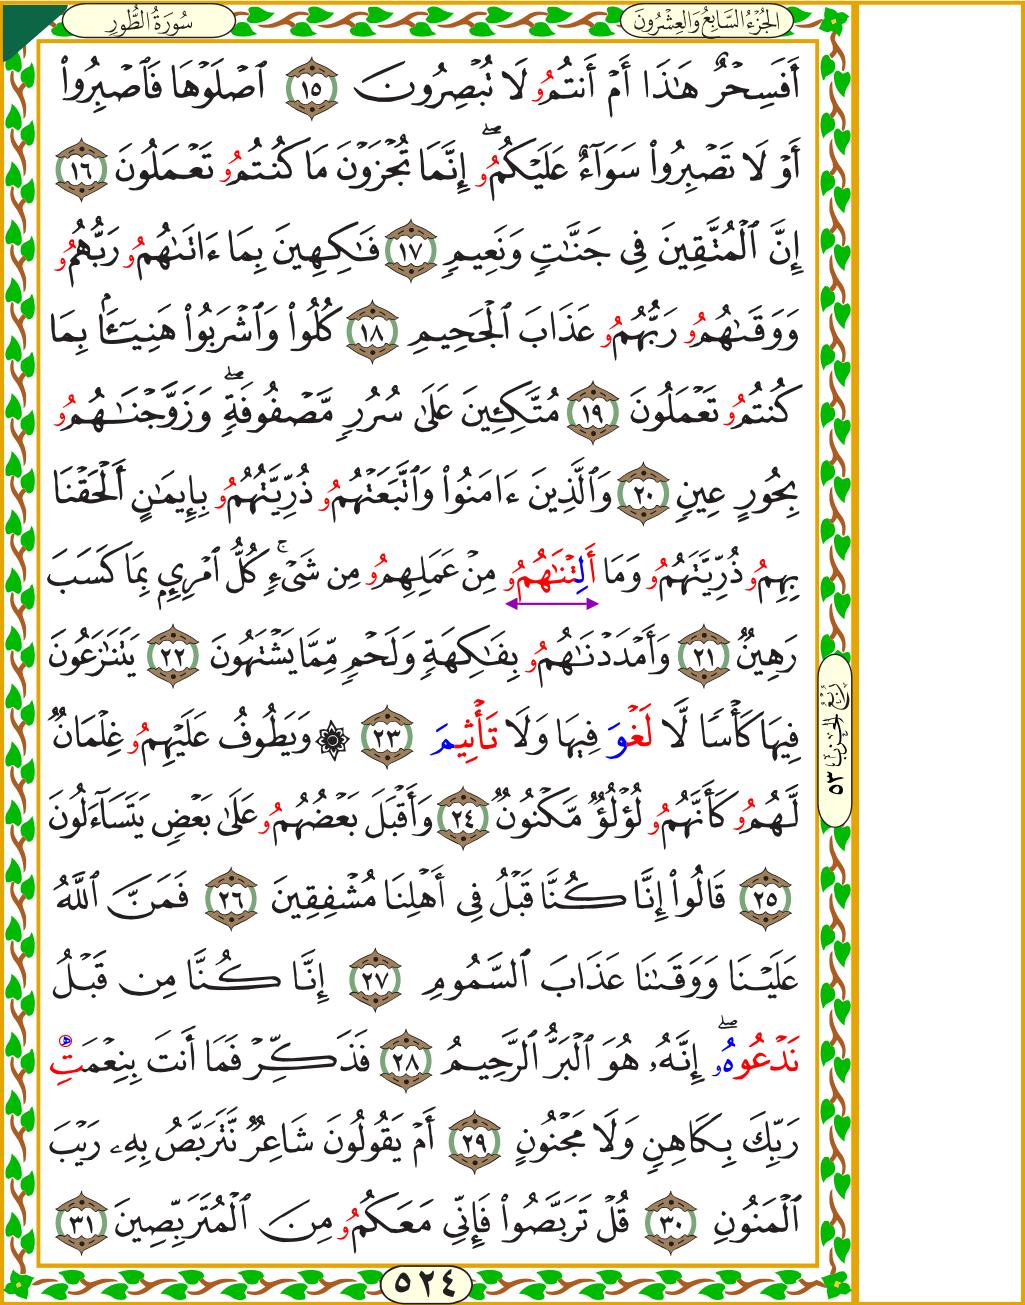 الجُزْءُ السَّابِعُ وَالعِشْرُونَ
سُورَةُ الطُّورِ
أَفَسِحْرٌ هَٰذَا أَمْ أَنتُمُۥ لَا تُبْصِرُونَ ١٥ ٱصْلَوْهَا فَٱصْبِرُوا۟
أَوْ لَا تَصْبِرُوا۟ سَوَآءٌ عَلَيْكُمُۥ ۖ إِنَّمَا تُجْزَوْنَ مَا كُنتُمُۥ تَعْمَلُونَ ١٦
إِنَّ ٱلْمُتَّقِينَ فِى جَنَّٰتٍ وَنَعِيمٍ ١٧ فَٰكِهِينَ بِمَا ءَاتَىٰهُمُۥ رَبُّهُمُۥ
وَوَقَىٰهُمُۥ رَبُّهُمُۥ عَذَابَ ٱلْجَحِيمِ ١٨ كُلُوا۟ وَٱشْرَبُوا۟ هَنِيٓـًٔا بِمَا
كُنتُمُۥ تَعْمَلُونَ ١٩ مُتَّكِـِٔينَ عَلَىٰ سُرُرٍ مَّصْفُوفَةٍ ۖ وَزَوَّجْنَٰهُمُۥ
بِحُورٍ عِينٍ ٢٠ وَٱلَّذِينَ ءَامَنُوا۟ وَٱتَّبَعَتْهُمُۥ ذُرِّيَّتُهُمُۥ بِإِيمَٰنٍ أَلْحَقْنَا
بِهِمُۥ ذُرِّيَّتَهُمُۥ وَمَا أَلِتْنَٰهُمُۥ مِنْ عَمَلِهِمُۥ مِن شَىْءٍ ۚ كُلُّ ٱمْرِئٍ بِمَا كَسَبَ
رَهِينٌ ٢١ وَأَمْدَدْنَٰهُمُۥ بِفَٰكِهَةٍ وَلَحْمٍ مِّمَّا يَشْتَهُونَ ٢٢ يَتَنَٰزَعُونَ
فِيهَا كَأْسًا لَّا لَغْوَ فِيهَا وَلَا تَأْثِيمَ ٢٣ ۞ وَيَطُوفُ عَلَيْهِمُۥ غِلْمَانٌ
لَّهُمُۥ كَأَنَّهُمُۥ لُؤْلُؤٌ مَّكْنُونٌ ٢٤ وَأَقْبَلَ بَعْضُهُمُۥ عَلَىٰ بَعْضٍ يَتَسَآءَلُونَ
٢٥ قَالُوا۟ إِنَّا كُنَّا قَبْلُ فِى أَهْلِنَا مُشْفِقِينَ ٢٦ فَمَنَّ ٱللَّهُ
عَلَيْنَا وَوَقَىٰنَا عَذَابَ ٱلسَّمُومِ ٢٧ إِنَّا كُنَّا مِن قَبْلُ
نَدْعُوهُۥ ۖ إِنَّهُۥ هُوَ ٱلْبَرُّ ٱلرَّحِيمُ ٢٨ فَذَكِّرْ فَمَا أَنتَ بِنِعْمَتِ
رَبِّكَ بِكَاهِنٍ وَلَا مَجْنُونٍ ٢٩ أَمْ يَقُولُونَ شَاعِرٌ نَّتَرَبَّصُ بِهِۦ رَيْبَ
ٱلْمَنُونِ ٣٠ قُلْ تَرَبَّصُوا۟ فَإِنِّى مَعَكُمُۥ مِنَ ٱلْمُتَرَبِّصِينَ ٣١
رُبْعُ الحِزْب ٥٣
٥٢٤